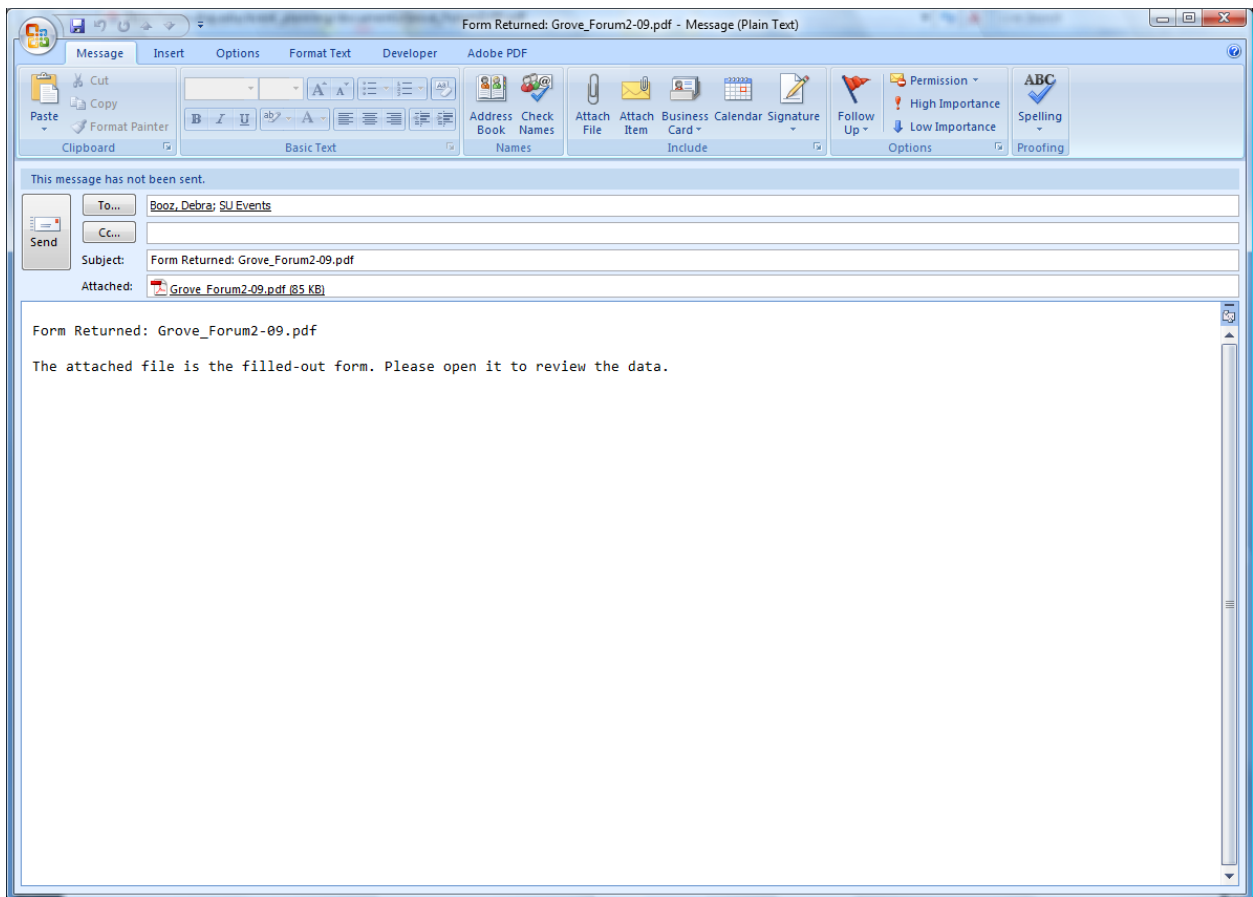 Form Returned: Grove_Forum2-09.pdf - Message (Plain Text)
Message Insert Options Format Text Developer Adobe PDF
Paste
Cut
Copy
Format Painter
Clipboard
B I U ab A
A A
Basic Text
Address Book
Check Names
Names
Attach File
Attach Item
Business Card
Calendar
Signature
Include
Follow Up
Permission
High Importance
Low Importance
Options
ABC
Spelling
Proofing
This message has not been sent.
Send
To... Booz, Debra; SU Events
Cc...
Subject: Form Returned: Grove_Forum2-09.pdf
Attached: Grove_Forum2-09.pdf (85 KB)
Form Returned: Grove_Forum2-09.pdf
The attached file is the filled-out form. Please open it to review the data.